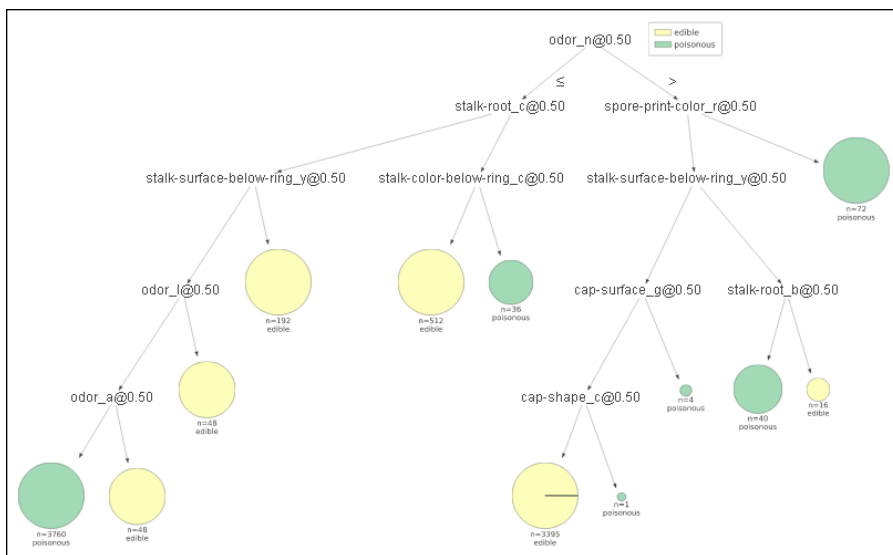 odor_n@0.50
edible
poisonous
≤
>
stalk-root_c@0.50
spore-print-color_r@0.50
stalk-surface-below-ring_y@0.50
stalk-color-below-ring_c@0.50
stalk-surface-below-ring_y@0.50
n=72
poisonous
odor_l@0.50
n=192
edible
n=512
edible
n=36
poisonous
cap-surface_g@0.50
stalk-root_b@0.50
odor_a@0.50
n=48
edible
cap-shape_c@0.50
n=4
poisonous
n=40
poisonous
n=16
edible
n=3760
poisonous
n=48
edible
n=3395
edible
n=1
poisonous